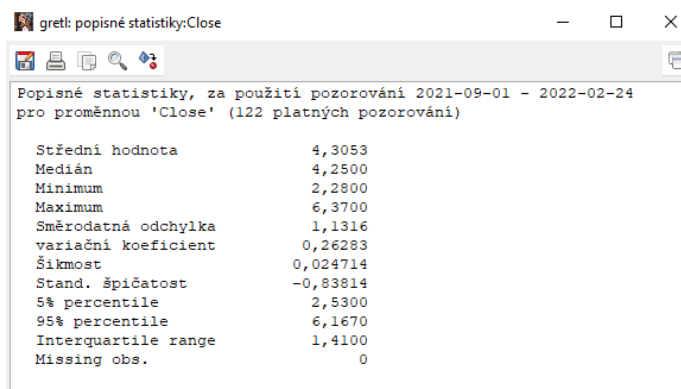 gretl: popisné statistiky:Close
Popisné statistiky, za použití pozorování 2021-09-01 - 2022-02-24
pro proměnnou 'Close' (122 platných pozorování)
Střední hodnota 4,3053
Medián 4,2500
Minimum 2,2800
Maximum 6,3700
Směrodatná odchylka 1,1316
variační koeficient 0,26283
Šikmost 0,024714
Stand. špičatost -0,83814
5% percentile 2,5300
95% percentile 6,1670
Interquartile range 1,4100
Missing obs. 0